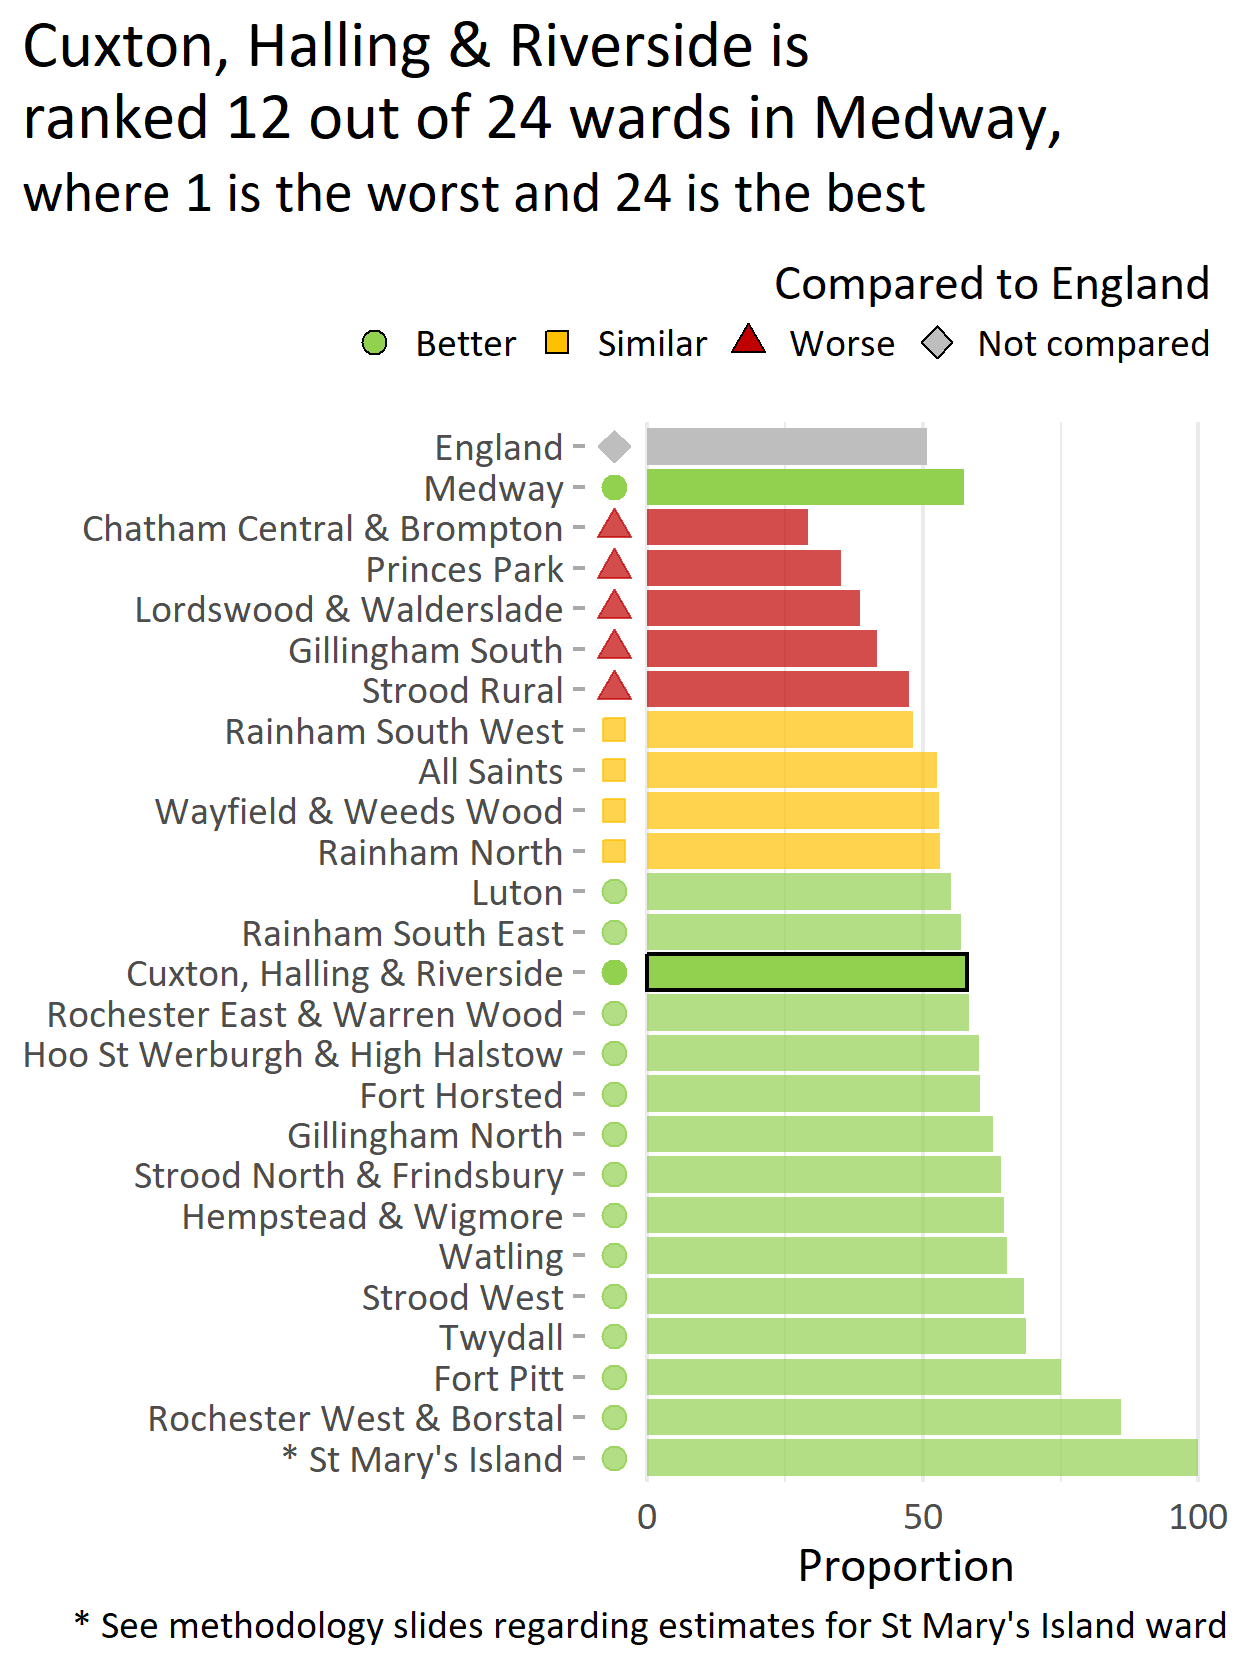 Cuxton, Halling & Riverside is
ranked 12 out of 24 wards in Medway,
where 1 is the worst and 24 is the best
Compared to England
Better Similar Worse Not compared
England
Medway
Chatham Central & Brompton
Princes Park
Lordswood & Walderslade
Gillingham South
Strood Rural
Rainham South West
All Saints
Wayfield & Weeds Wood
Rainham North
Luton
Rainham South East
Cuxton, Halling & Riverside
Rochester East & Warren Wood
Hoo St Werburgh & High Halstow
Fort Horsted
Gillingham North
Strood North & Frindsbury
Hempstead & Wigmore
Watling
Strood West
Twydall
Fort Pitt
Rochester West & Borstal
* St Mary's Island
0 50 100
Proportion
* See methodology slides regarding estimates for St Mary's Island ward